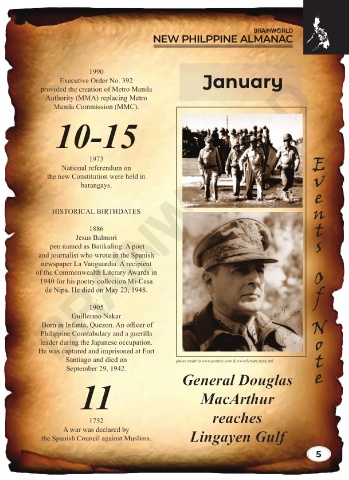 BRAINWORLD
NEW PHILPPINE ALMANAC
1990
Executive Order No. 392
provided the creation of Metro Manila
Authority (MMA) replacing Metro
Manila Commission (MMC).
10-15
1973
National referendum on
the new Constitution were held in
barangays.
HISTORICAL BIRTHDATES
1886
Jesus Balmori
pen named as Batikuling. A poet
and journalist who wrote in the Spanish
newspaper La Vanguardia. A recipient
of the Commonwealth Literary Awards in
1940 for his poetry collection Mi Casa
de Nipa. He died on May 23, 1948.
1905
Guillermo Nakar
Born in Infanta, Quezon. An officer of
Philippine Constabulary and a guerilla
leader during the Japanese occupation.
He was captured and imprisoned at Fort
Santiago and died on
September 29, 1942.
11
1752
A war was declared by
the Spanish Council against Muslims.
January
Events Of Note
General Douglas
MacArthur
reaches
Lingayen Gulf
5